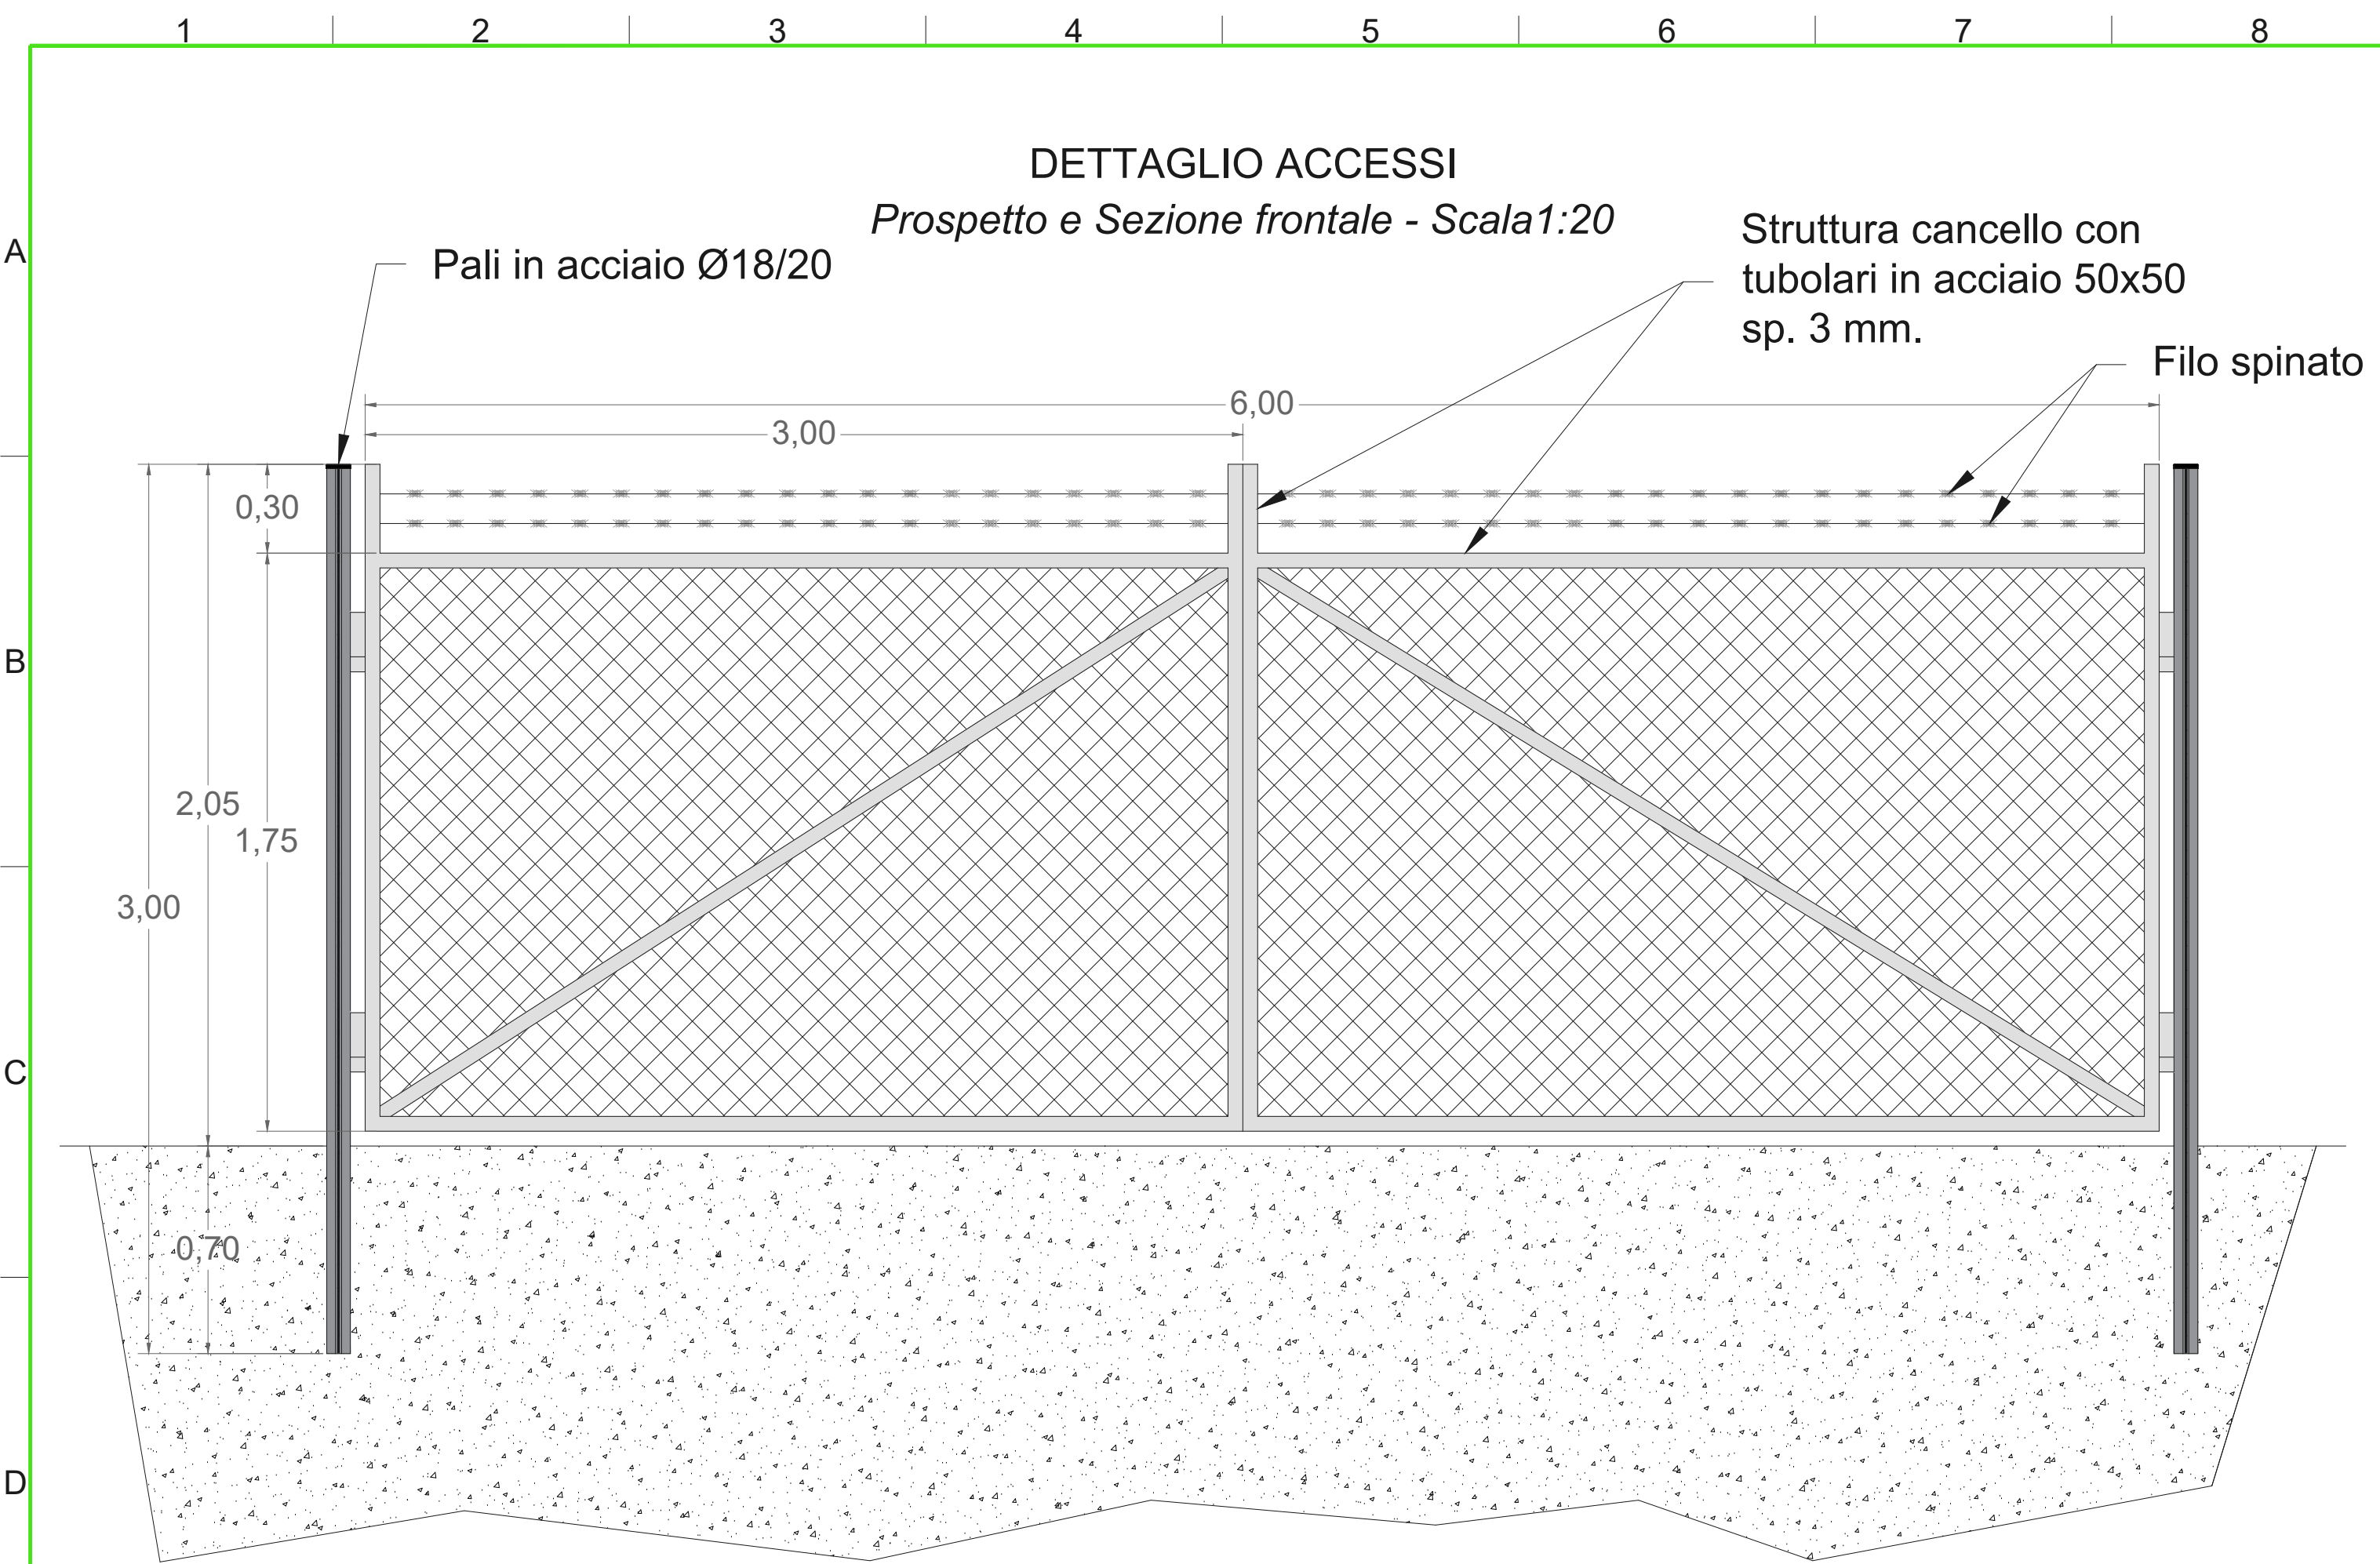 1 2 3 4 5 6 7 8
DETTAGLIO ACCESSI
Prospetto e Sezione frontale - Scala1:20
A
Pali in acciaio Ø18/20
Struttura cancello con
tubolari in acciaio 50x50
sp. 3 mm.
Filo spinato
6,00
3,00
0,30
B
2,05
1,75
3,00
C
0,70
D